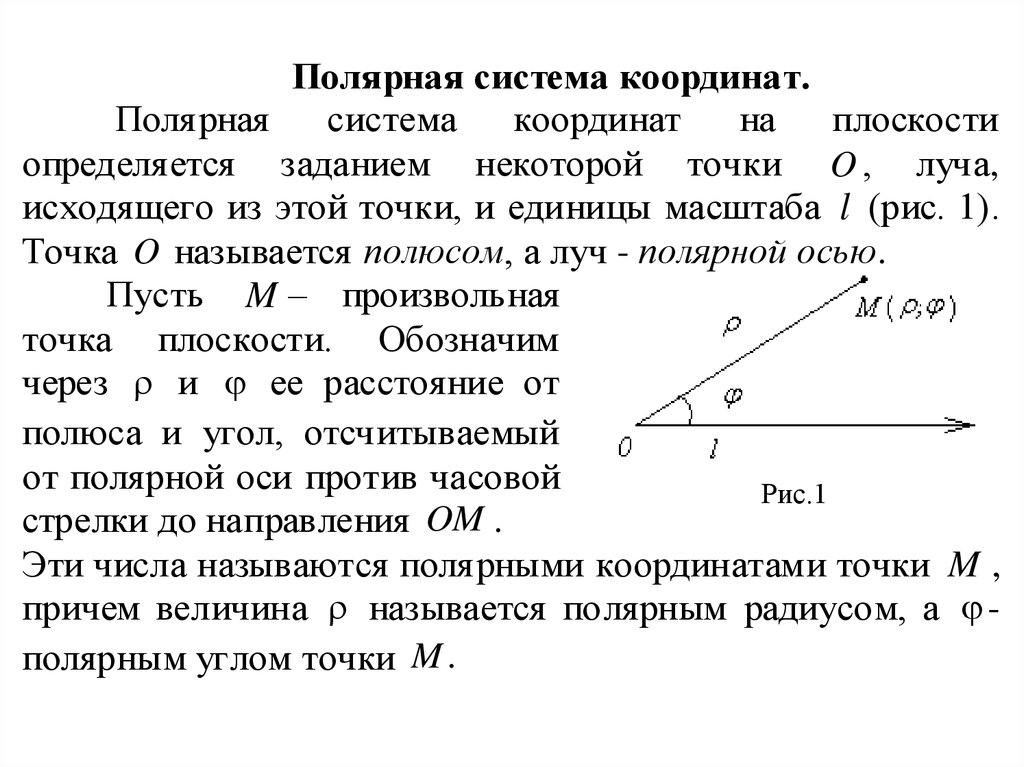 Полярная система координат.
Полярная система координат на плоскости
определяется заданием некоторой точки O , луча,
исходящего из этой точки, и единицы масштаба l (рис. 1).
Точка O называется полюсом, а луч - полярной осью.
Пусть M – произвольная
точка плоскости. Обозначим
через ρ и φ ее расстояние от
полюса и угол, отсчитываемый
от полярной оси против часовой
стрелки до направления OM .
M(ρ;φ)
ρ
φ
0
l
Рис.1
Эти числа называются полярными координатами точки M ,
причем величина ρ называется полярным радиусом, а φ -
полярным углом точки M .